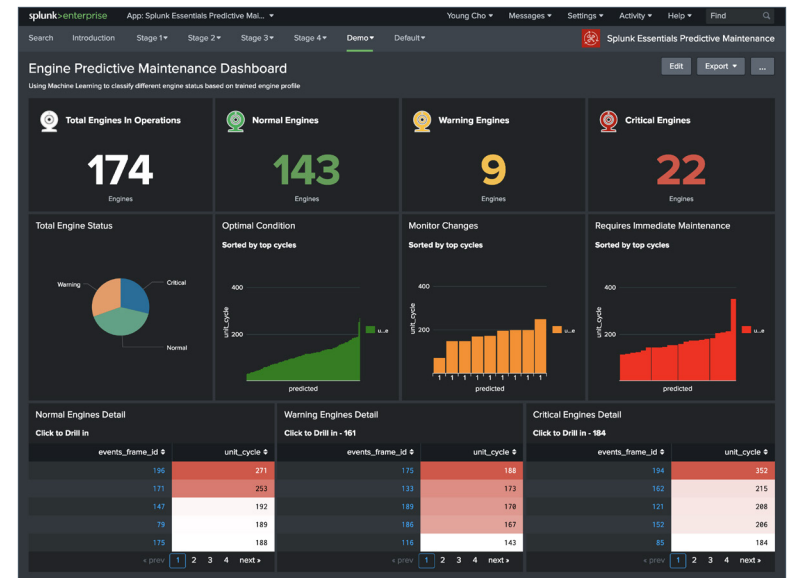 splunk>enterprise App: Splunk Essentials Predictive Mai... Young Cho Messages Settings Activity Help Find
Search Introduction Stage 1 Stage 2 Stage 3 Stage 4 Demo Default Splunk Essentials Predictive Maintenance
Engine Predictive Maintenance Dashboard Edit Export ...
Using Machine Learning to classify different engine status based on trained engine profile
Total Engines In Operations
174
Engines
Normal Engines
143
Engines
Warning Engines
9
Engines
Critical Engines
22
Engines
Total Engine Status
Warning
Critical
Normal
Optimal Condition
Sorted by top cycles
400
200
unit_cycle
predicted
u...e
Monitor Changes
Sorted by top cycles
400
200
unit_cycle
1 1 1 1 1 1 1 1 1
predicted
u...e
Requires Immediate Maintenance
Sorted by top cycles
400
200
unit_cycle
predicted
u...e
Normal Engines Detail
Click to Drill in
events_frame_id unit_cycle
196 271
171 253
147 192
79 189
175 188
« prev 1 2 3 4 next »
Warning Engines Detail
Click to Drill in - 161
events_frame_id unit_cycle
175 188
133 173
189 170
186 167
116 143
« prev 1 2 3 4 next »
Critical Engines Detail
Click to Drill in - 184
events_frame_id unit_cycle
194 352
162 215
121 208
152 206
85 184
« prev 1 2 3 4 next »